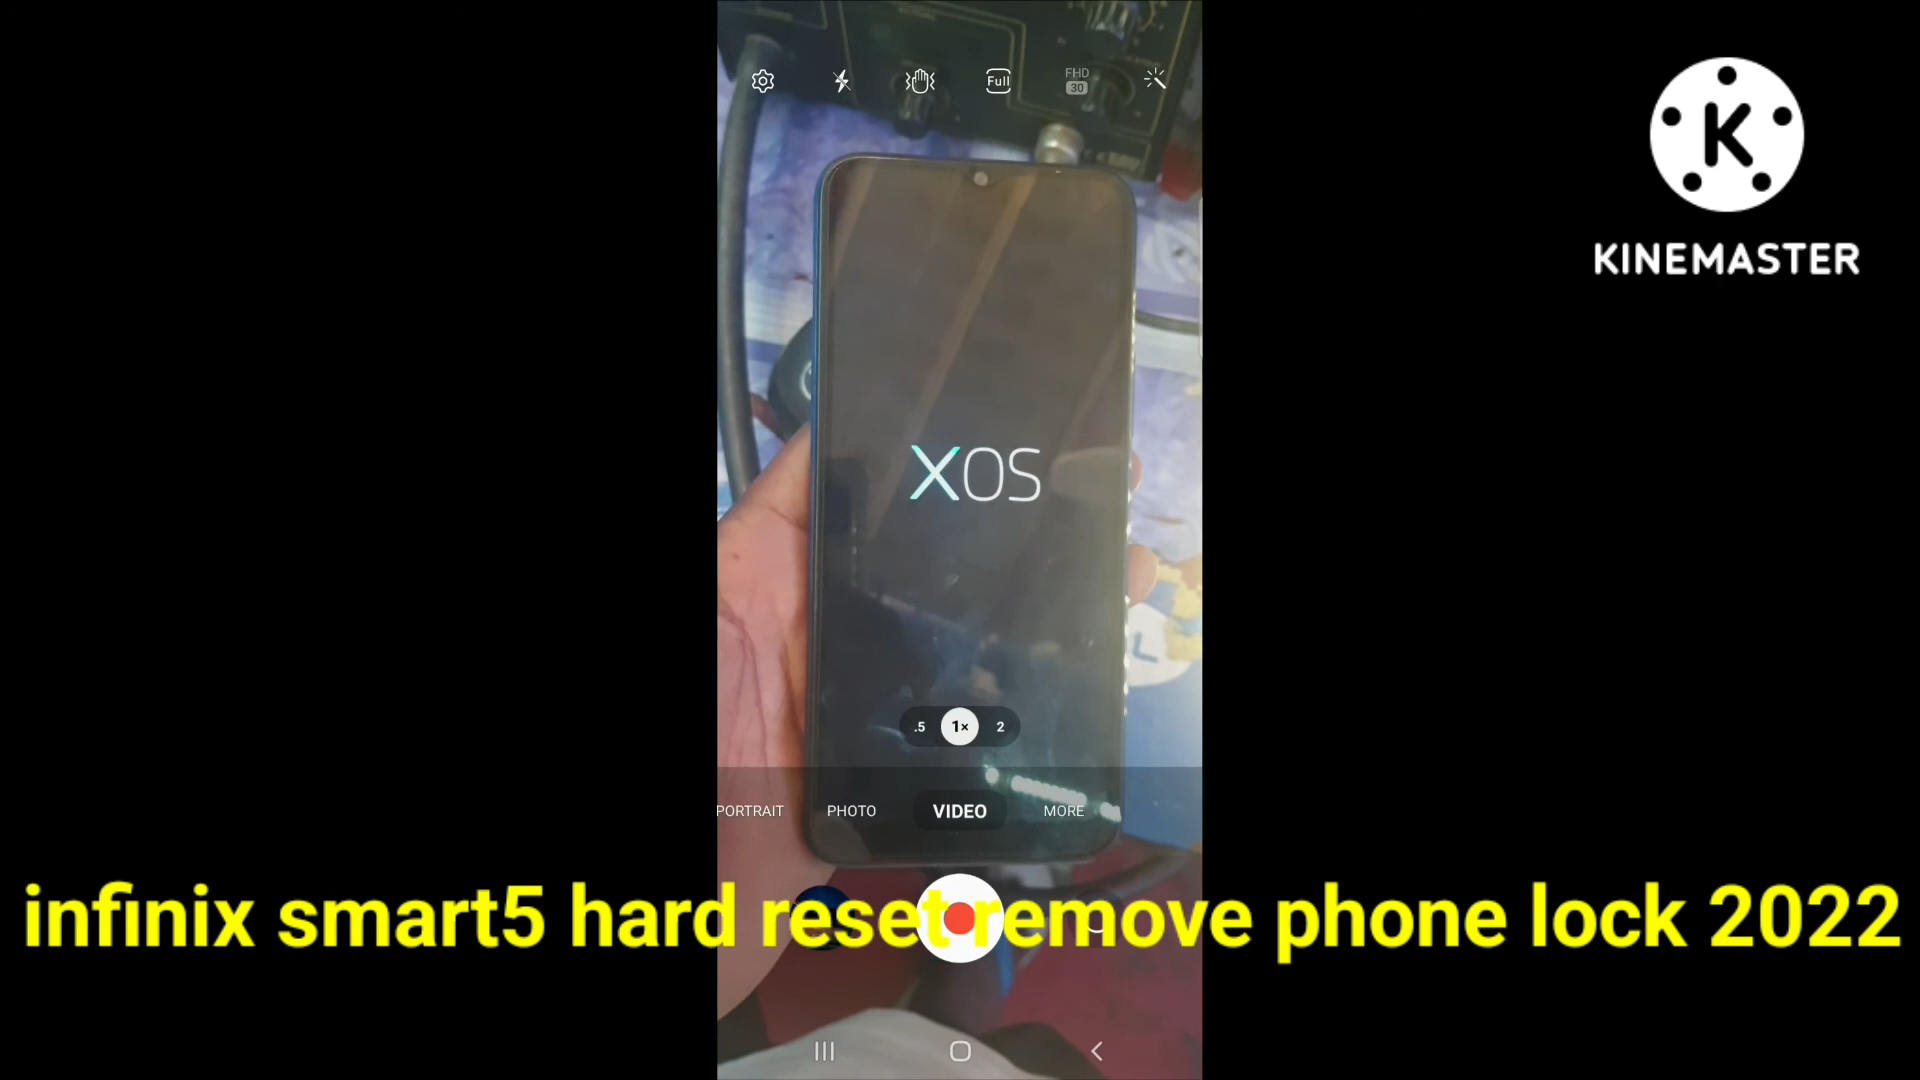 Full
FHD
30
K
KINEMASTER
XOS
.5 1× 2
PORTRAIT PHOTO VIDEO MORE
infinix smart5 hard reset remove phone lock 2022